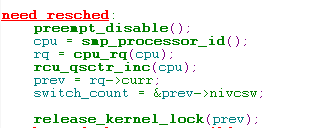 need_resched:
preempt_disable();
cpu = smp_processor_id();
rq = cpu_rq(cpu);
rcu_qsctr_inc(cpu);
prev = rq->curr;
switch_count = &prev->nivcsw;
release_kernel_lock(prev);